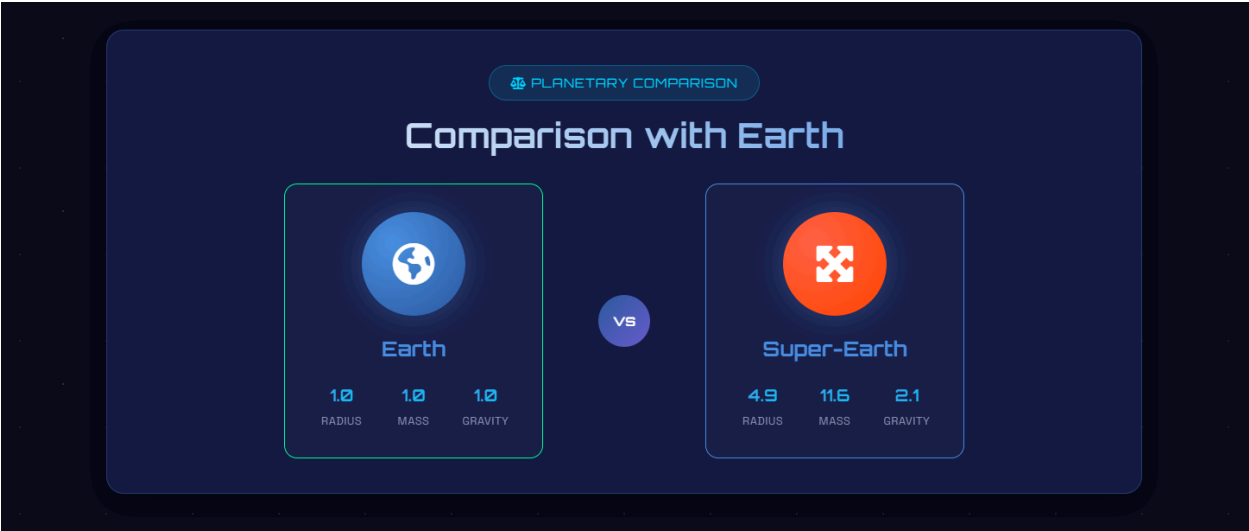 PLANETARY COMPARISON
Comparison with Earth
Earth
1.0 1.0 1.0
RADIUS MASS GRAVITY
VS
Super-Earth
4.9 11.6 2.1
RADIUS MASS GRAVITY